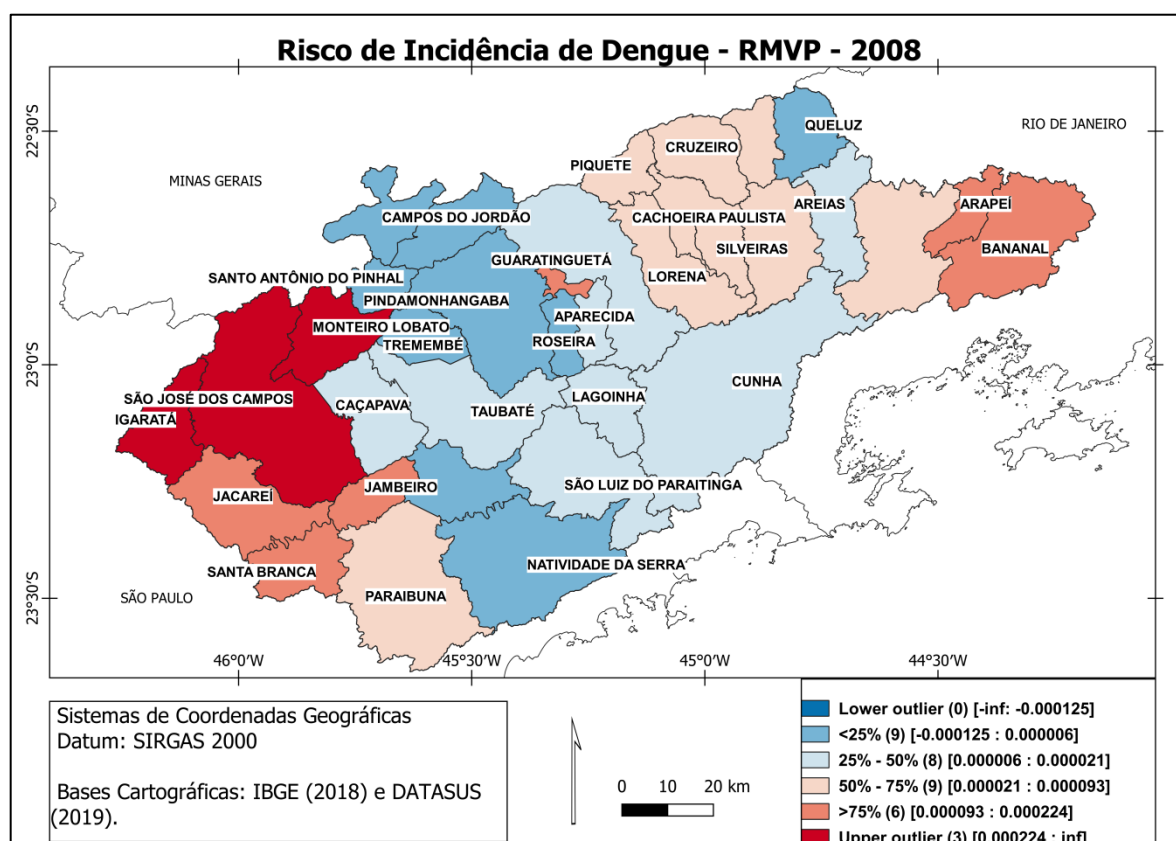 Risco de Incidência de Dengue - RMVP - 2008
22°30'S
QUELUZ
RIO DE JANEIRO
CRUZEIRO
PIQUETE
MINAS GERAIS
AREIAS
ARAPEÍ
CAMPOS DO JORDÃO
CACHOEIRA PAULISTA
SILVEIRAS
BANANAL
GUARATINGUETÁ
SANTO ANTÔNIO DO PINHAL
LORENA
PINDAMONHANGABA
APARECIDA
MONTEIRO LOBATO
ROSEIRA
TREMEMBÉ
23°00'S
CUNHA
SÃO JOSÉ DOS CAMPOS
LAGOINHA
CAÇAPAVA
TAUBATÉ
IGARATÁ
SÃO LUIZ DO PARAITINGA
JAMBEIRO
JACAREÍ
NATIVIDADE DA SERRA
SANTA BRANCA
SÃO PAULO
23°30'S
PARAIBUNA
46°0'W
45°30'W
45°0'W
44°30'W
Sistemas de Coordenadas Geográficas
Datum: SIRGAS 2000
Bases Cartográficas: IBGE (2018) e DATASUS
(2019).
0 10 20 km
Lower outlier (0) [-inf: -0.000125]
<25% (9) [-0.000125 : 0.000006]
25% - 50% (8) [0.000006 : 0.000021]
50% - 75% (9) [0.000021 : 0.000093]
>75% (6) [0.000093 : 0.000224]
Upper outlier (3) [0.000224 : inf]